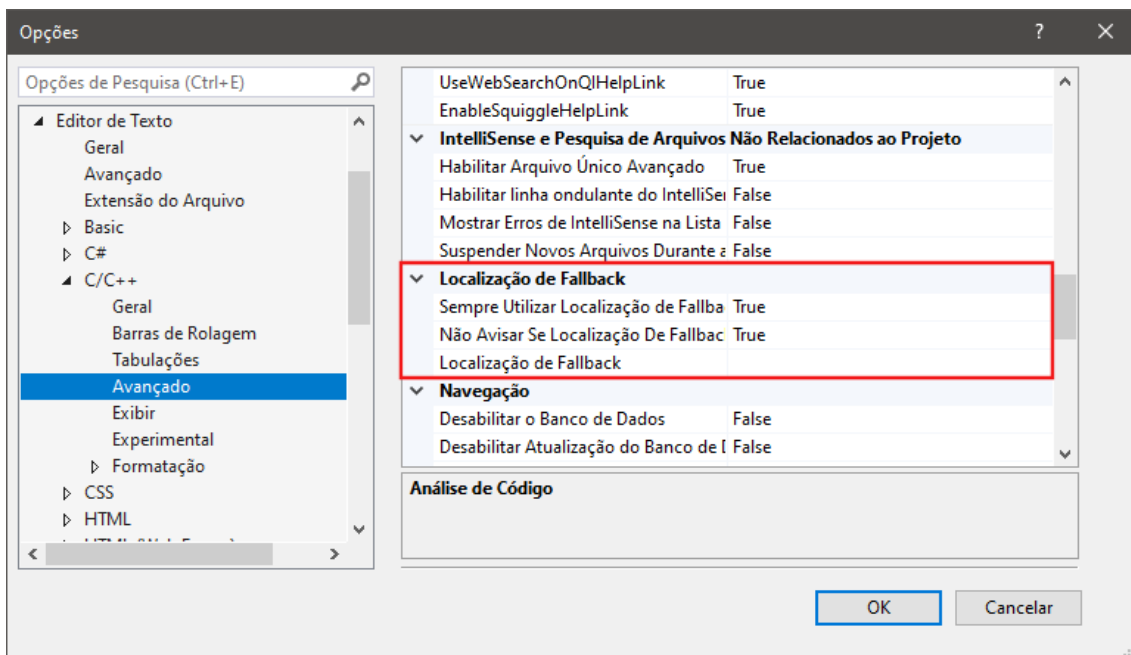 Opções
?
Opções de Pesquisa (Ctrl+E)
Editor de Texto
Geral
Avançado
Extensão do Arquivo
Basic
C#
C/C++
Geral
Barras de Rolagem
Tabulações
Avançado
Exibir
Experimental
Formatação
CSS
HTML
UseWebSearchOnQIHelpLink True
EnableSquiggleHelpLink True
IntelliSense e Pesquisa de Arquivos Não Relacionados ao Projeto
Habilitar Arquivo Único Avançado True
Habilitar linha ondulante do IntelliSe False
Mostrar Erros de IntelliSense na Lista False
Suspender Novos Arquivos Durante a False
Localização de Fallback
Sempre Utilizar Localização de Fallba True
Não Avisar Se Localização De Fallbac True
Localização de Fallback
Navegação
Desabilitar o Banco de Dados False
Desabilitar Atualização do Banco de False
Análise de Código
OK
Cancelar